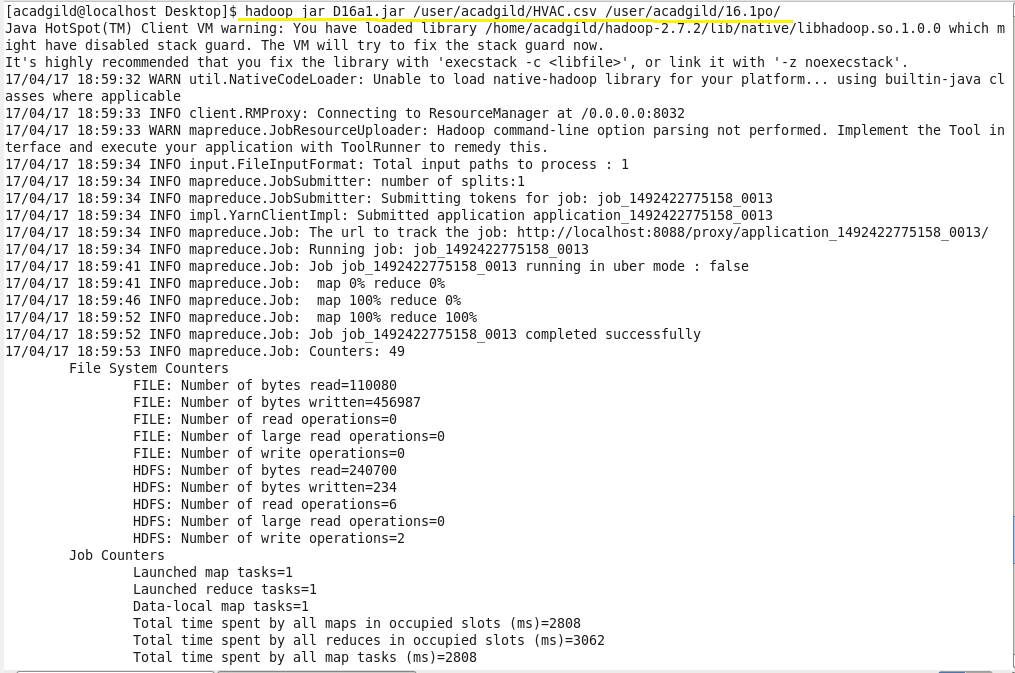 [acadgild@localhost Desktop]$ hadoop jar D16a1.jar /user/acadgild/HVAC.csv /user/acadgild/16.1po/
Java HotSpot(TM) Client VM warning: You have loaded library /home/acadgild/hadoop-2.7.2/lib/native/libhadoop.so.1.0.0 which m
ight have disabled stack guard. The VM will try to fix the stack guard now.
It's highly recommended that you fix the library with 'execstack -c <libfile>', or link it with '-z noexecstack'.
17/04/17 18:59:32 WARN util.NativeCodeLoader: Unable to load native-hadoop library for your platform... using builtin-java cl
asses where applicable
17/04/17 18:59:33 INFO client.RMProxy: Connecting to ResourceManager at /0.0.0.0:8032
17/04/17 18:59:33 WARN mapreduce.JobResourceUploader: Hadoop command-line option parsing not performed. Implement the Tool in
terface and execute your application with ToolRunner to remedy this.
17/04/17 18:59:34 INFO input.FileInputFormat: Total input paths to process : 1
17/04/17 18:59:34 INFO mapreduce.JobSubmitter: number of splits:1
17/04/17 18:59:34 INFO mapreduce.JobSubmitter: Submitting tokens for job: job_1492422775158_0013
17/04/17 18:59:34 INFO impl.YarnClientImpl: Submitted application application_1492422775158_0013
17/04/17 18:59:34 INFO mapreduce.Job: The url to track the job: http://localhost:8088/proxy/application_1492422775158_0013/
17/04/17 18:59:34 INFO mapreduce.Job: Running job: job_1492422775158_0013
17/04/17 18:59:41 INFO mapreduce.Job: Job job_1492422775158_0013 running in uber mode : false
17/04/17 18:59:41 INFO mapreduce.Job:  map 0% reduce 0%
17/04/17 18:59:46 INFO mapreduce.Job:  map 100% reduce 0%
17/04/17 18:59:52 INFO mapreduce.Job:  map 100% reduce 100%
17/04/17 18:59:52 INFO mapreduce.Job: Job job_1492422775158_0013 completed successfully
17/04/17 18:59:53 INFO mapreduce.Job: Counters: 49
File System Counters
FILE: Number of bytes read=110080
FILE: Number of bytes written=456987
FILE: Number of read operations=0
FILE: Number of large read operations=0
FILE: Number of write operations=0
HDFS: Number of bytes read=240700
HDFS: Number of bytes written=234
HDFS: Number of read operations=6
HDFS: Number of large read operations=0
HDFS: Number of write operations=2
Job Counters
Launched map tasks=1
Launched reduce tasks=1
Data-local map tasks=1
Total time spent by all maps in occupied slots (ms)=2808
Total time spent by all reduces in occupied slots (ms)=3062
Total time spent by all map tasks (ms)=2808